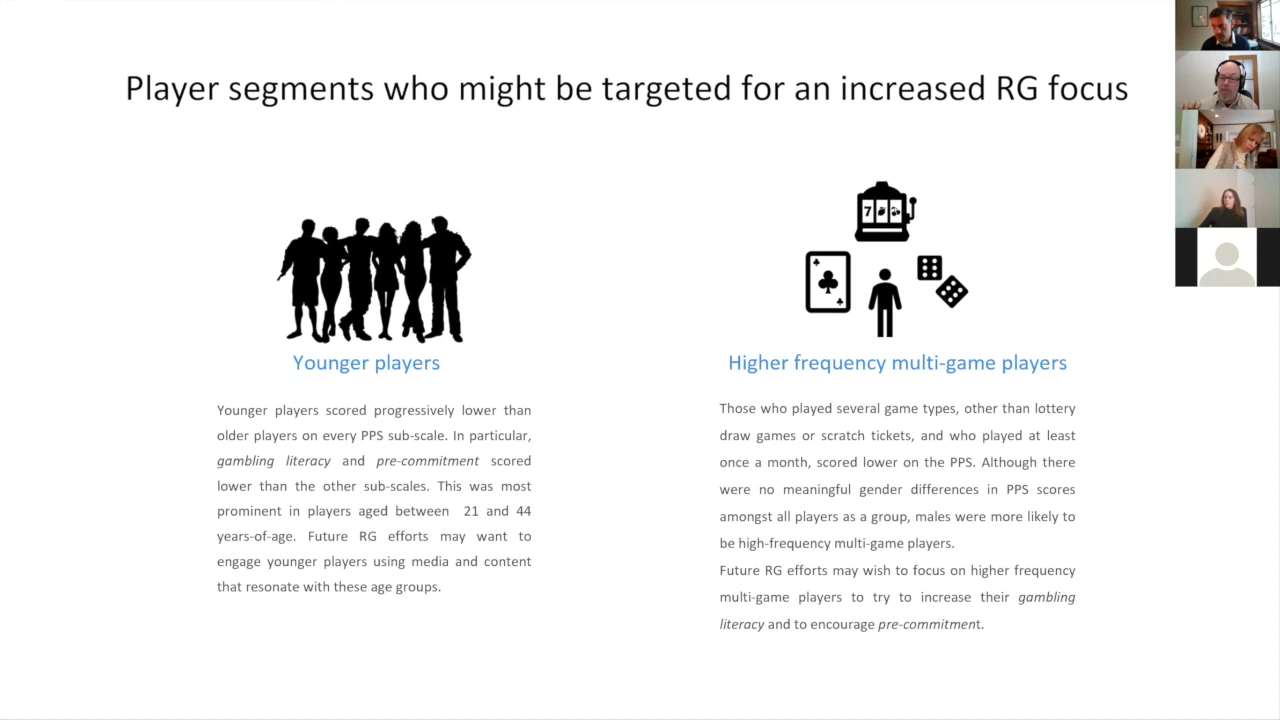 Player segments who might be targeted for an increased RG focus
7
Younger players
Younger players scored progressively lower than
older players on every PPS sub-scale. In particular,
gambling literacy and pre-commitment scored
lower than the other sub-scales. This was most
prominent in players aged between 21 and 44
years-of-age. Future RG efforts may want to
engage younger players using media and content
that resonate with these age groups.
Higher frequency multi-game players
Those who played several game types, other than lottery
draw games or scratch tickets, and who played at least
once a month, scored lower on the PPS. Although there
were no meaningful gender differences in PPS scores
amongst all players as a group, males were more likely to
be high-frequency multi-game players.
Future RG efforts may wish to focus on higher frequency
multi-game players to try to increase their gambling
literacy and to encourage pre-commitment.